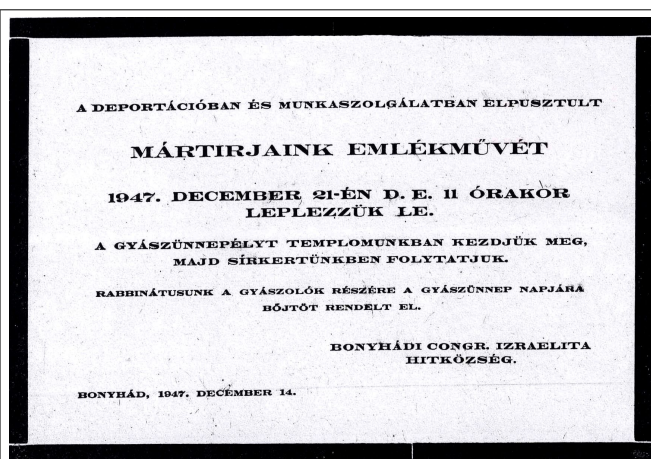 A DEPORTÁCIÓBAN ÉS MUNKASZOLGÁLATBAN ELPUSZTULT
MÁRTIRJAINK EMLÉKMŰVÉT
1947. DECEMBER 21-ÉN D. E. 11 ÓRAKOR
LEPLEZZÜK LE.
A GYÁSZÜNNEPÉLYT TEMPLOMUNKBAN KEZDJÜK MEG,
MAJD SÍRKERTÜNKBEN FOLYTATJUK.
RABBINÁTUSUNK A GYÁSZOLÓK RÉSZÉRE A GYÁSZÜNNEP NAPJÁRA
BŐJTÖT RENDELT EL.
BONYHÁDI CONGR. IZRAELITA
HITKÖZSÉG.
BONYHÁD, 1947. DECEMBER 14.